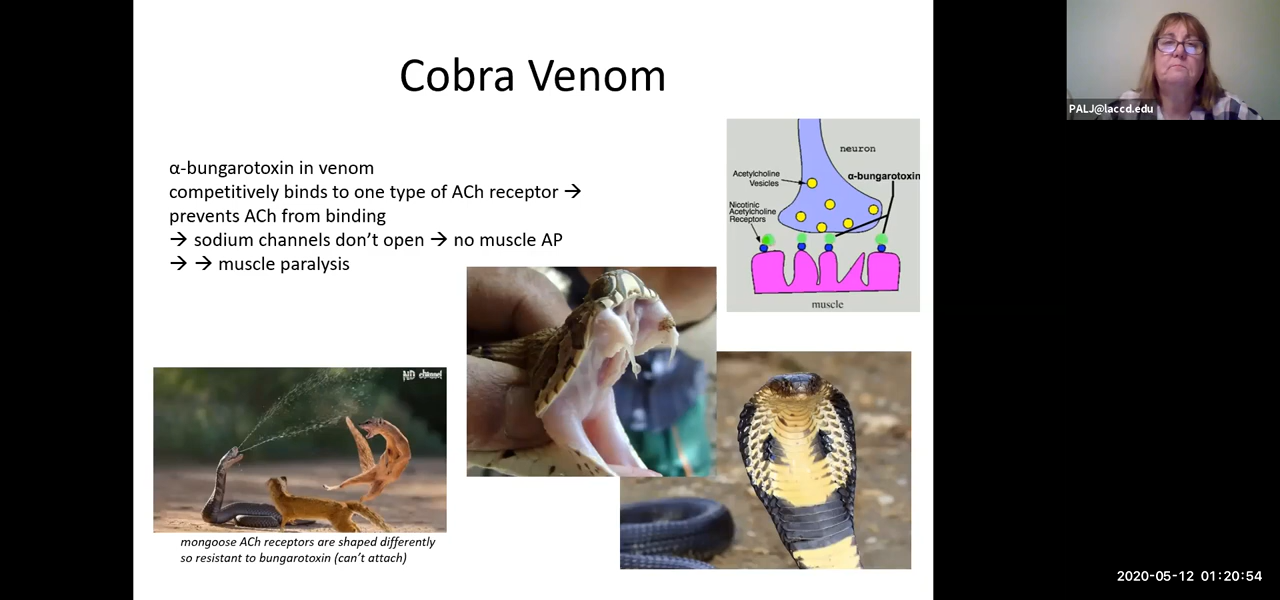 Cobra Venom
α-bungarotoxin in venom
competitively binds to one type of ACh receptor →
prevents ACh from binding
→ sodium channels don't open → no muscle AP
→ → muscle paralysis
neuron
Acetylcholine
Vesicles
α-bungarotoxin
Nicotinic
Acetylcholine
Receptors
muscle
ND channel
mongoose ACh receptors are shaped differently
so resistant to bungarotoxin (can't attach)
PALJ@laccd.edu
2020-05-12 01:20:54